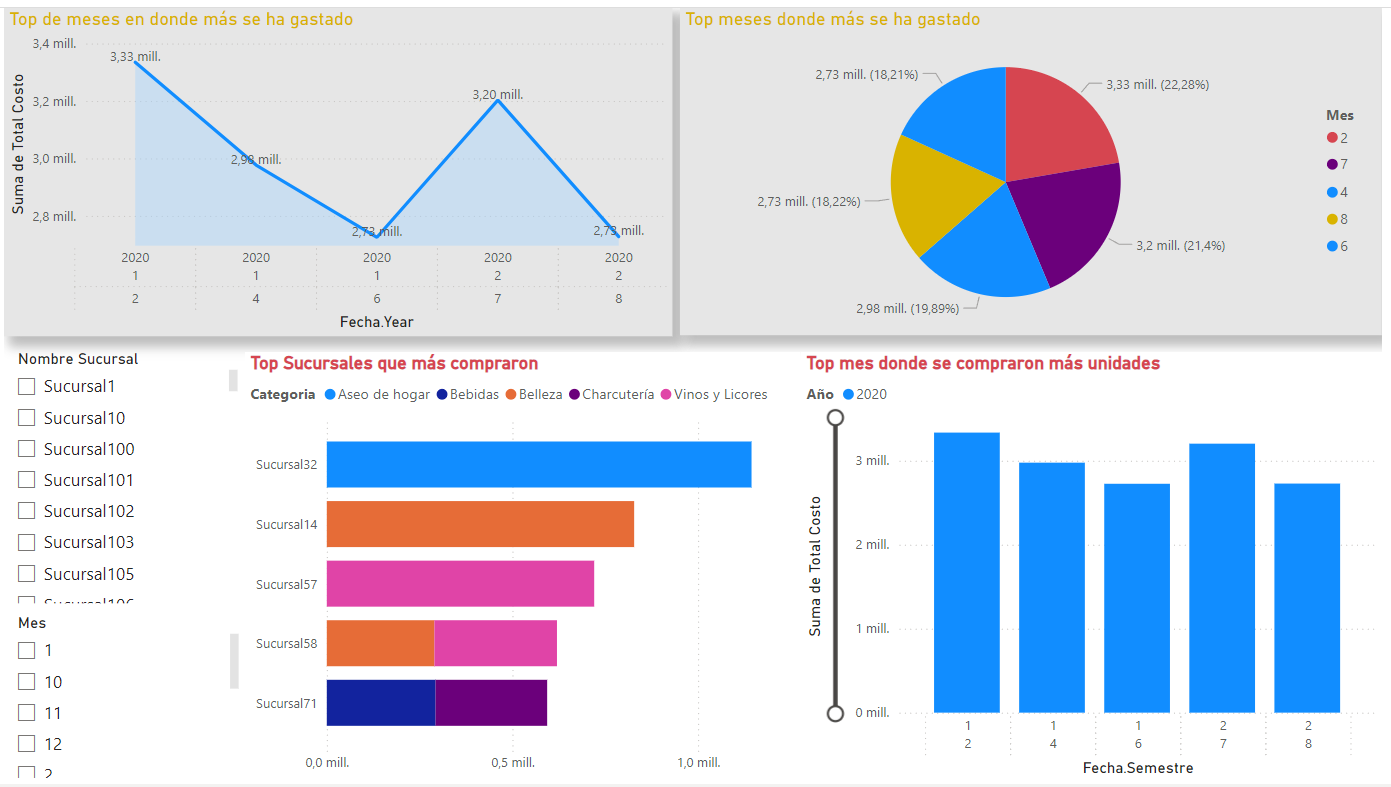 Top de meses en donde más se ha gastado
3,4 mill.
3,2 mill.
3,0 mill.
2,8 mill.
Suma de Total Costo
3,33 mill.
2,98 mill.
2,73 mill.
3,20 mill.
2,73 mill.
2020 2020 2020 2020 2020
1 1 1 2 2
2 4 6 7 8
Fecha.Year
Top meses donde más se ha gastado
2,73 mill. (18,21%)
3,33 mill. (22,28%)
2,73 mill. (18,22%)
3,2 mill. (21,4%)
2,98 mill. (19,89%)
Mes
2
7
4
8
6
Nombre Sucursal
Sucursal1
Sucursal10
Sucursal100
Sucursal101
Sucursal102
Sucursal103
Sucursal105
Sucursal106
Mes
1
10
11
12
2
Top Sucursales que más compraron
Categoria Aseo de hogar Bebidas Belleza Charcutería Vinos y Licores
Sucursal32
Sucursal14
Sucursal57
Sucursal58
Sucursal71
0,0 mill. 0,5 mill. 1,0 mill.
Top mes donde se compraron más unidades
Año 2020
Suma de Total Costo
3 mill.
2 mill.
1 mill.
0 mill.
1 1 1 2 2
2 4 6 7 8
Fecha.Semestre